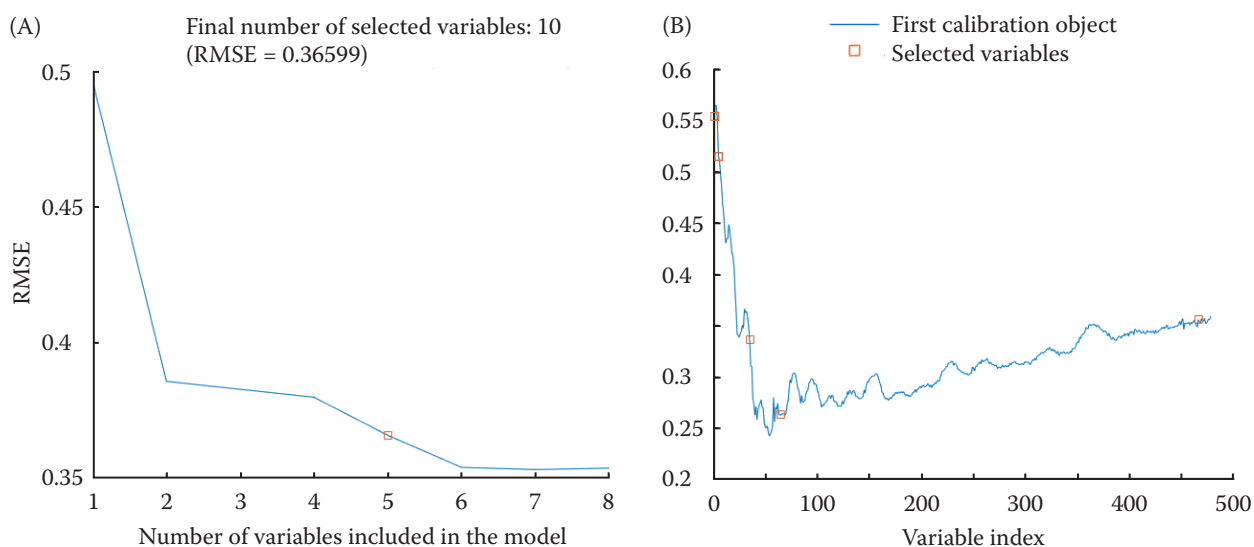 (A)
Final number of selected variables: 10
(RMSE = 0.36599)
0.5
0.45
0.4
0.35
RMSE
1 2 3 4 5 6 7 8
Number of variables included in the model
(B)
First calibration object
Selected variables
0.6
0.55
0.5
0.45
0.4
0.3
0.25
0.2
0 100 200 300 400 500
Variable index